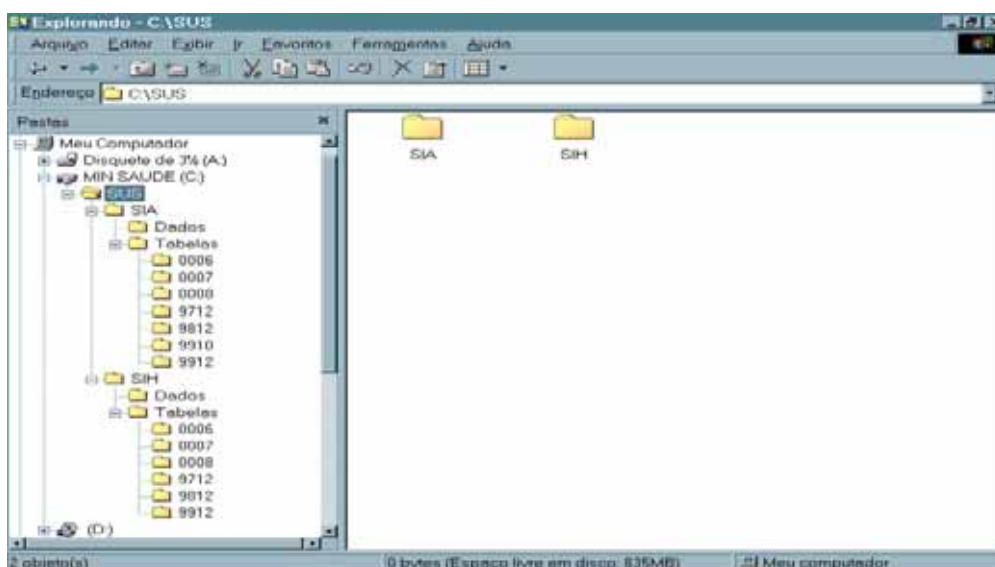 Explorando - C:\SUS
Arquivo Editar Exibir Ir Favoritos Ferramentas Ajuda
Endereço C:\SUS
Pastas
Meu Computador
Disquete de 3½ (A:)
MIN SAUDE (C:)
SUS
SIA
Dados
Tabelas
0006
0007
0008
9712
9812
9910
9912
SIH
Dados
Tabelas
0006
0007
0008
9712
9812
9912
(D:)
SIA SIH
2 objeto(s) 0 bytes (Espaço livre em disco: 835MB) Meu computador